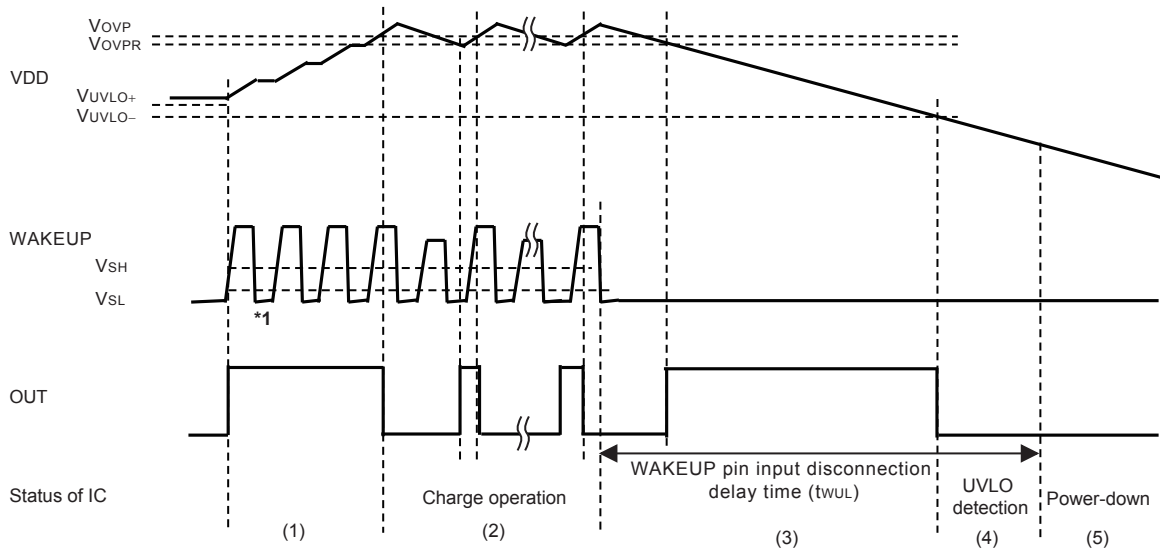 VOVP
VOVPR
VDD
VUVLO+
VUVLO−
WAKEUP
VSH
VSL
*1
OUT
WAKEUP pin input disconnection
delay time (tWUL)
Status of IC
Charge operation
UVLO
detection
Power-down
(1)
(2)
(3)
(4)
(5)